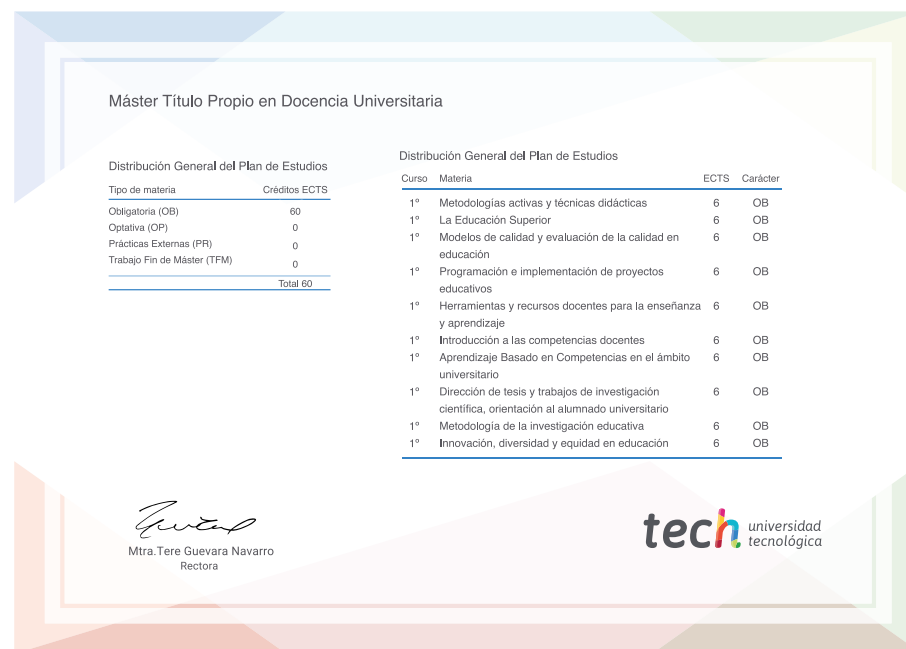 Máster Título Propio en Docencia Universitaria
Distribución General del Plan de Estudios
Tipo de materia Créditos ECTS
Obligatoria (OB) 60
Optativa (OP) 0
Prácticas Externas (PR) 0
Trabajo Fin de Máster (TFM) 0
Total 60
Distribución General del Plan de Estudios
Curso Materia ECTS Carácter
1º Metodologías activas y técnicas didácticas 6 OB
1º La Educación Superior 6 OB
1º Modelos de calidad y evaluación de la calidad en 6 OB
educación
1º Programación e implementación de proyectos 6 OB
educativos
1º Herramientas y recursos docentes para la enseñanza 6 OB
y aprendizaje
1º Introducción a las competencias docentes 6 OB
1º Aprendizaje Basado en Competencias en el ámbito 6 OB
universitario
1º Dirección de tesis y trabajos de investigación 6 OB
científica, orientación al alumnado universitario
1º Metodología de la investigación educativa 6 OB
1º Innovación, diversidad y equidad en educación 6 OB
Mtra.Tere Guevara Navarro
Rectora
tech universidad
tecnológica